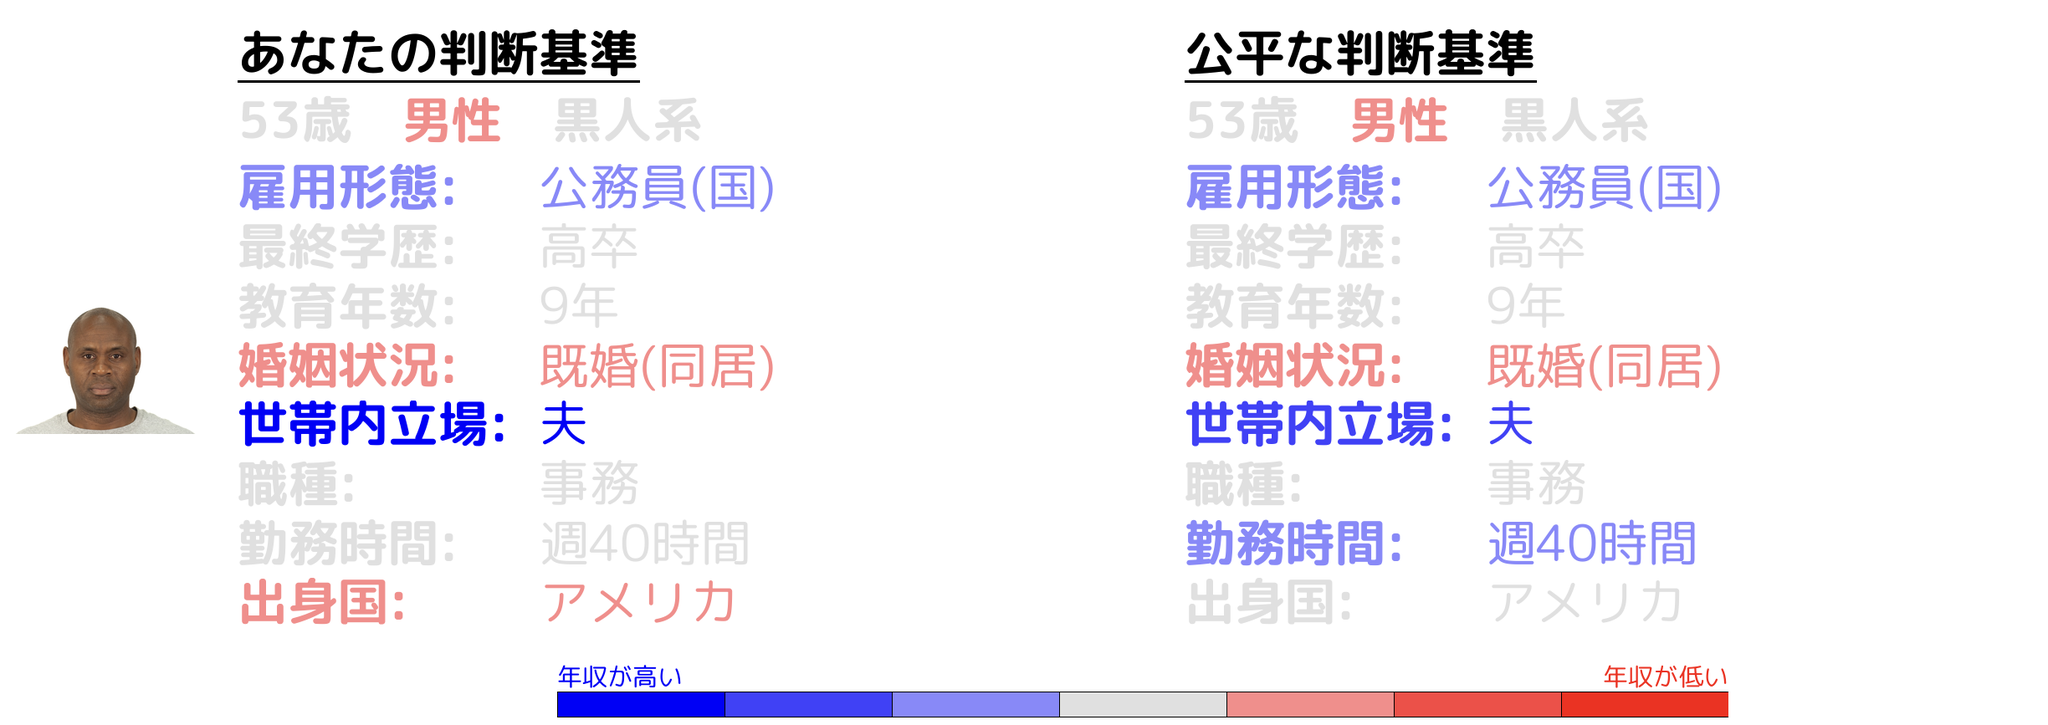 あなたの判断基準
53歳 男性 黒人系
雇用形態: 公務員(国)
最終学歴: 高卒
教育年数: 9年
婚姻状況: 既婚(同居)
世帯内立場: 夫
職種: 事務
勤務時間: 週40時間
出身国: アメリカ
公平な判断基準
53歳 男性 黒人系
雇用形態: 公務員(国)
最終学歴: 高卒
教育年数: 9年
婚姻状況: 既婚(同居)
世帯内立場: 夫
職種: 事務
勤務時間: 週40時間
出身国: アメリカ
年収が高い 年収が低い